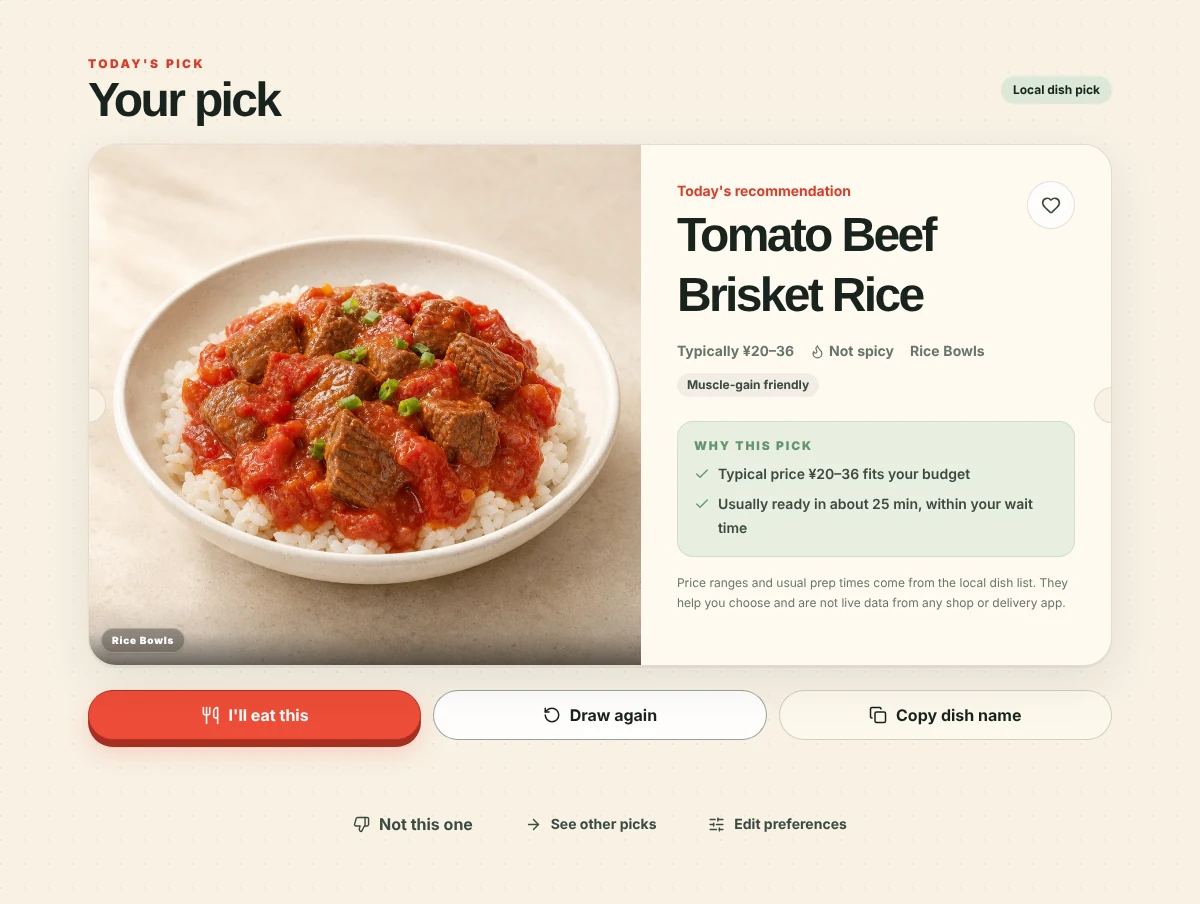 TODAY'S PICK
Your pick
Local dish pick
Today's recommendation
Tomato Beef
Brisket Rice
Typically ¥20–36 Not spicy Rice Bowls
Muscle-gain friendly
WHY THIS PICK
Typical price ¥20–36 fits your budget
Usually ready in about 25 min, within your wait
time
Price ranges and usual prep times come from the local dish list. They
help you choose and are not live data from any shop or delivery app.
Rice Bowls
I'll eat this
Draw again
Copy dish name
Not this one
See other picks
Edit preferences